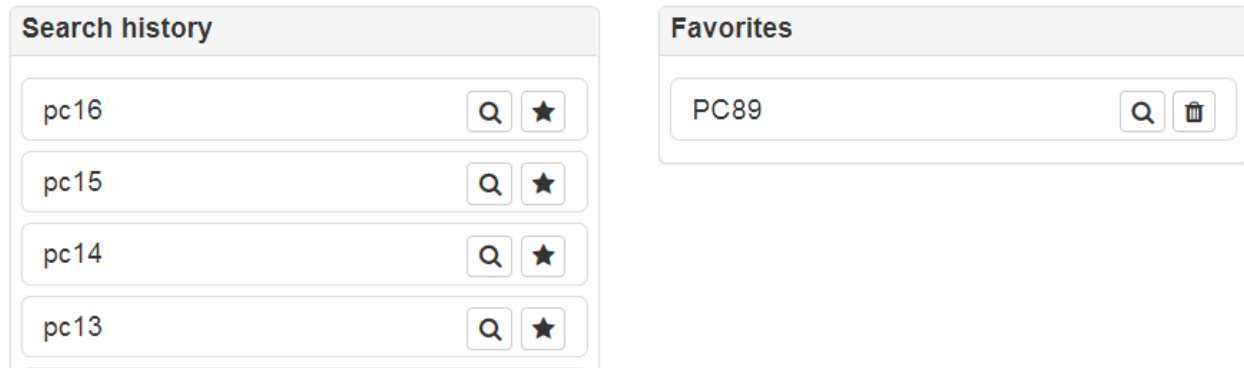 Search history
pc16
pc15
pc14
pc13
Favorites
PC89